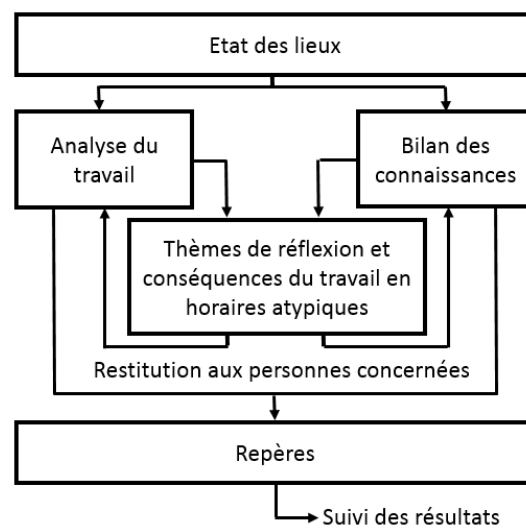 Etat des lieux
Analyse du
travail
Bilan des
connaissances
Thèmes de réflexion et
conséquences du travail en
horaires atypiques
Restitution aux personnes concernées
Repères
Suivi des résultats